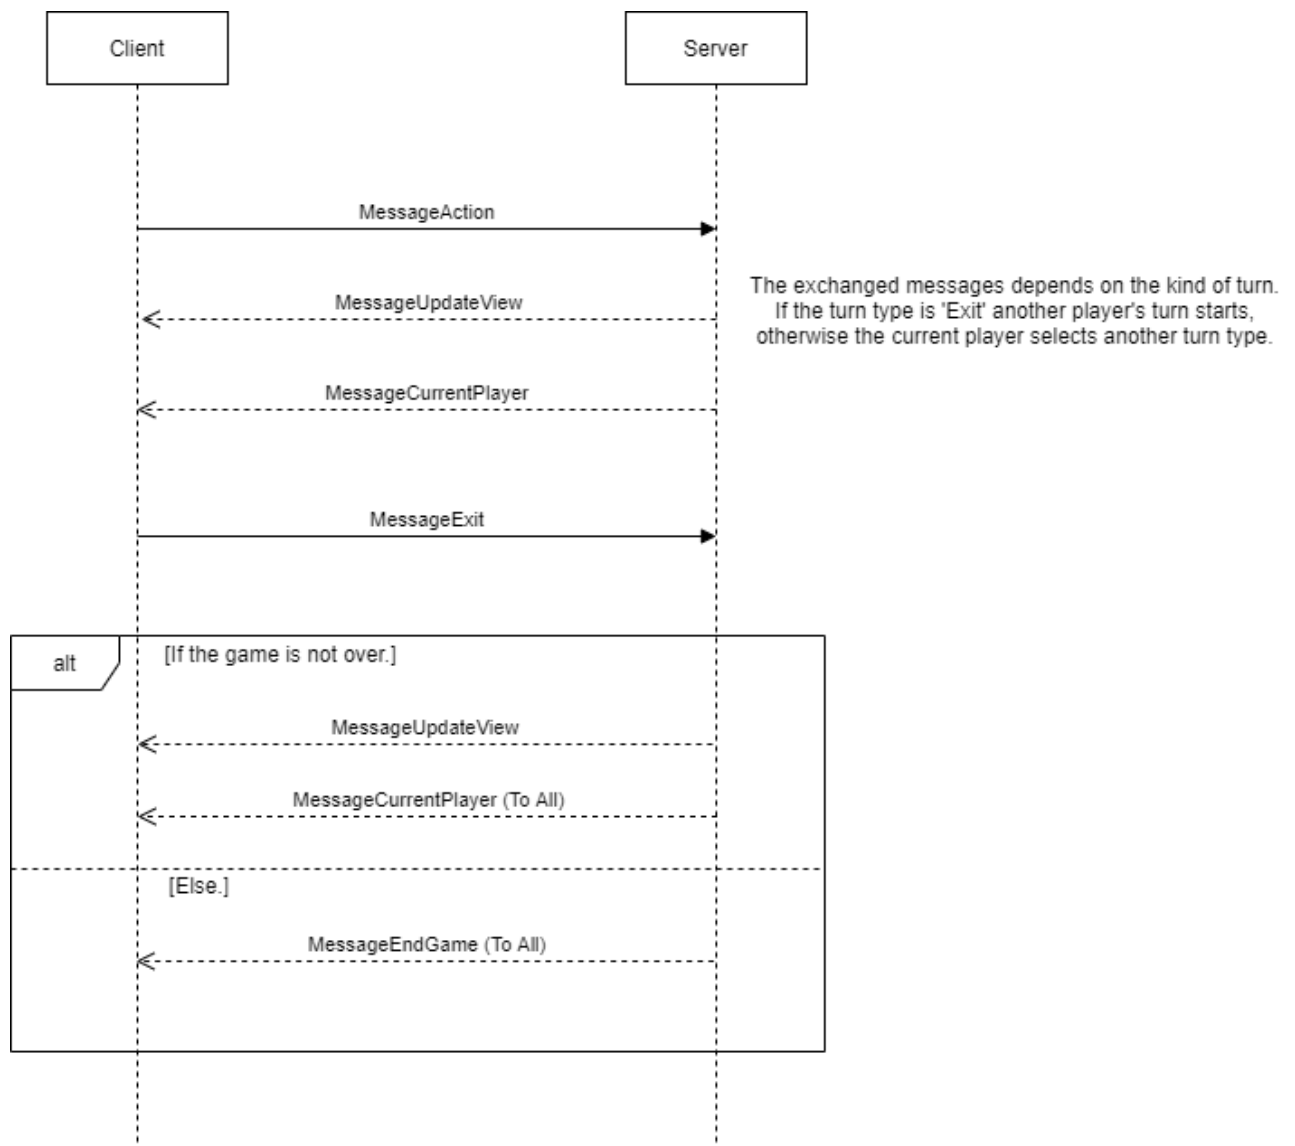 Client
Server
MessageAction
MessageUpdateView
The exchanged messages depends on the kind of turn.
If the turn type is 'Exit' another player's turn starts,
otherwise the current player selects another turn type.
MessageCurrentPlayer
MessageExit
alt
[If the game is not over.]
MessageUpdateView
MessageCurrentPlayer (To All)
[Else.]
MessageEndGame (To All)